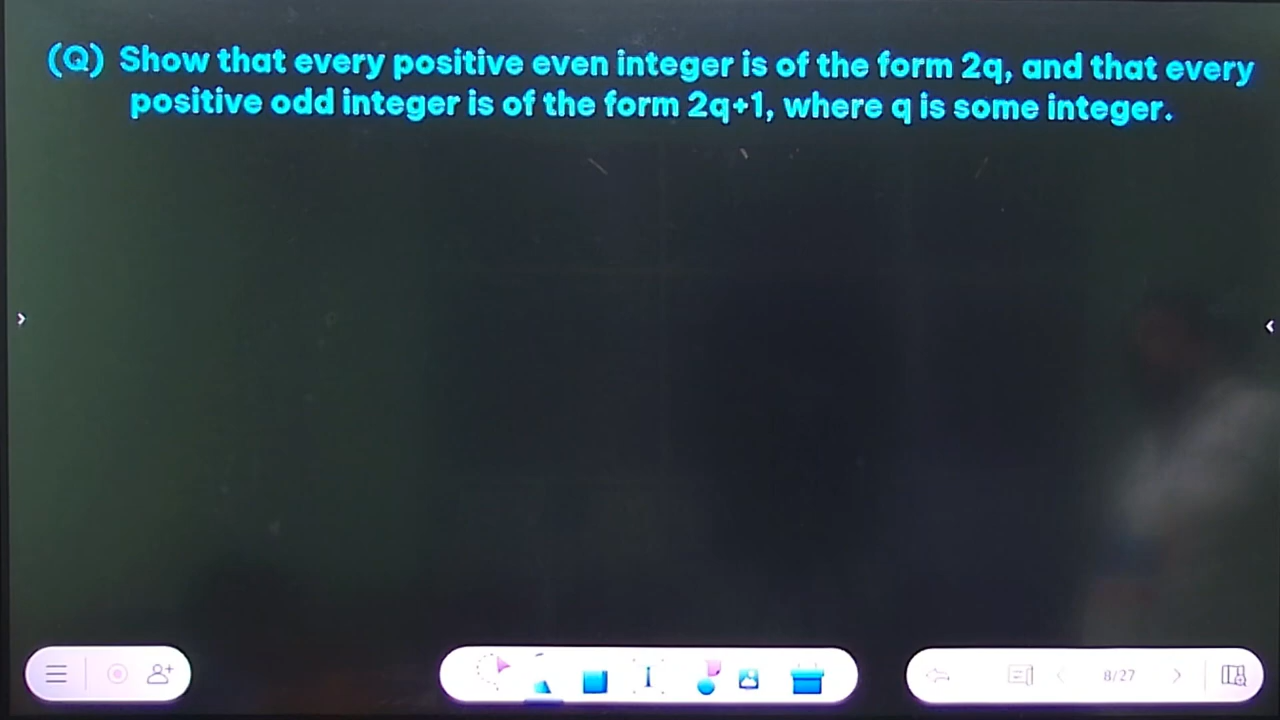 (Q) Show that every positive even integer is of the form 2q, and that every
positive odd integer is of the form 2q+1, where q is some integer.
8/27